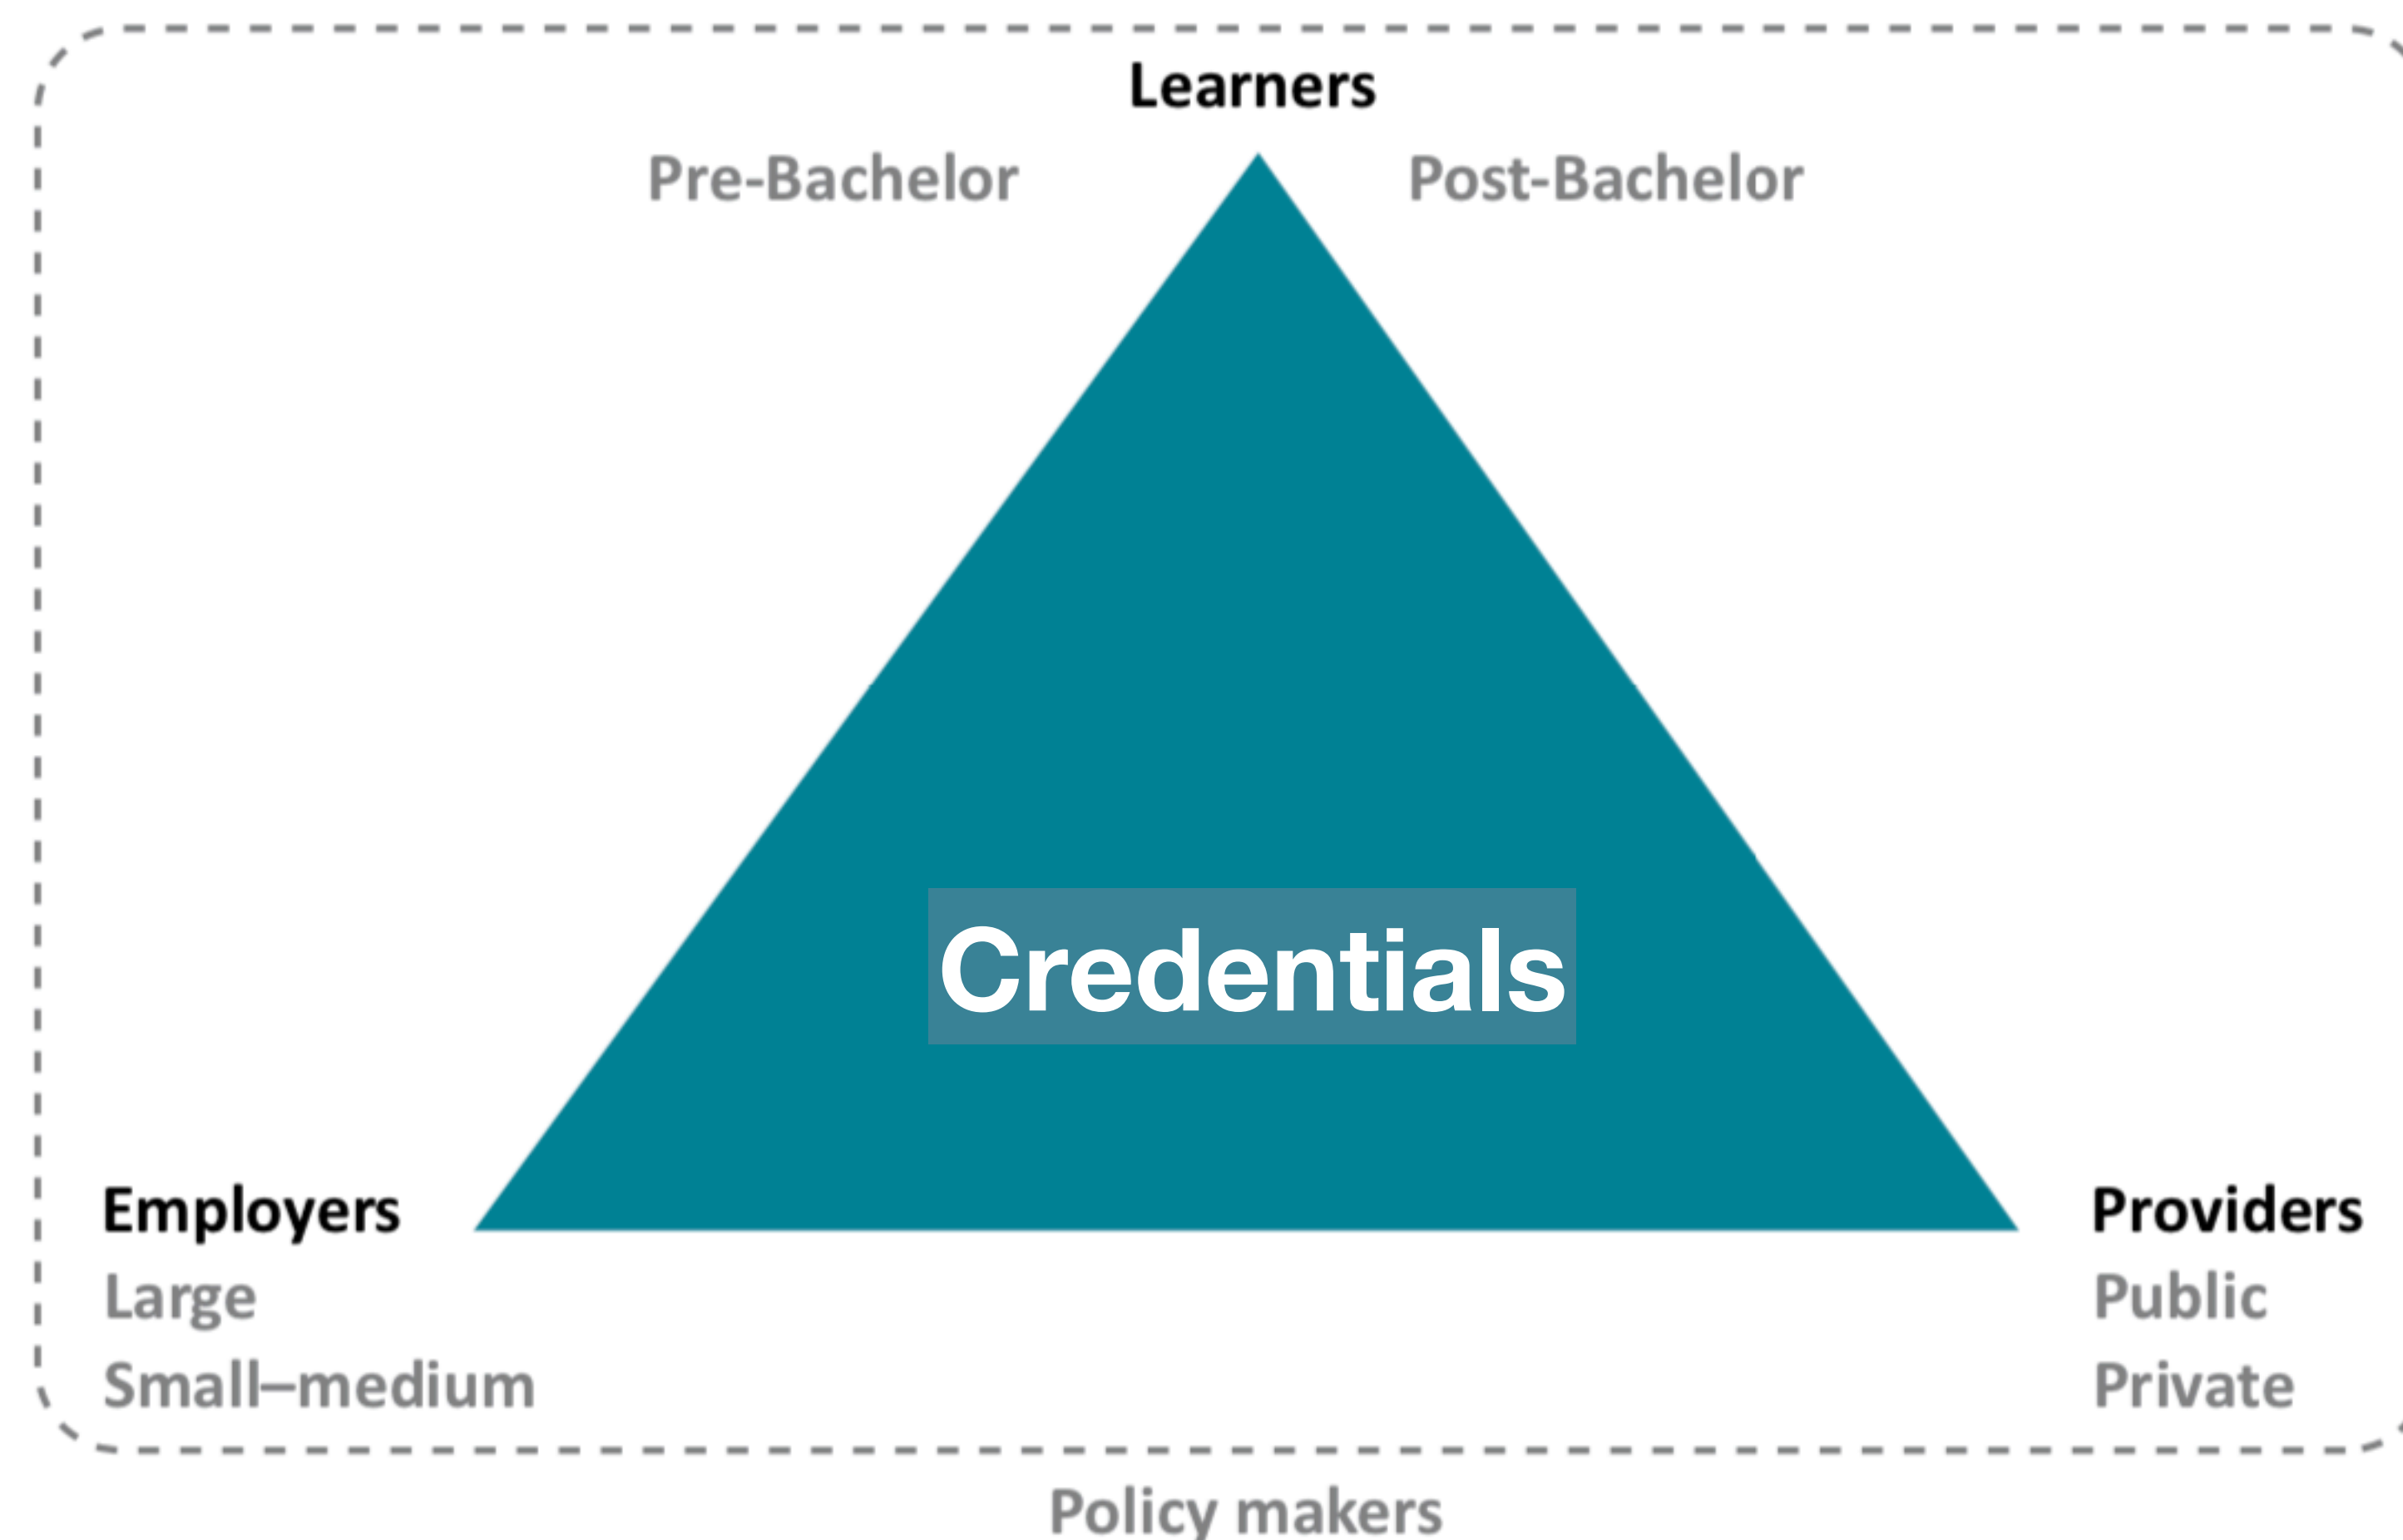 Learners
Pre-Bachelor
Post-Bachelor
Credentials
Employers
Large
Small–medium
Providers
Public
Private
Policy makers